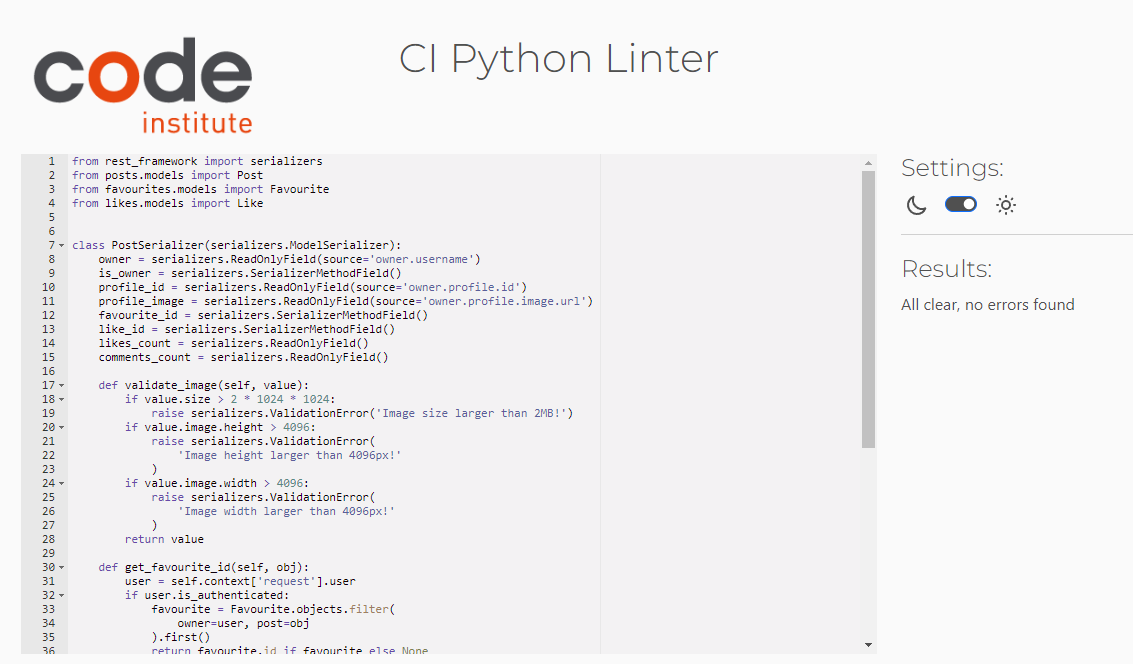 code
institute
CI Python Linter
1 from rest_framework import serializers
2 from posts.models import Post
3 from favourites.models import Favourite
4 from likes.models import Like
5
6
7 class PostSerializer(serializers.ModelSerializer):
8     owner = serializers.ReadOnlyField(source='owner.username')
9     is_owner = serializers.SerializerMethodField()
10     profile_id = serializers.ReadOnlyField(source='owner.profile.id')
11     profile_image = serializers.ReadOnlyField(source='owner.profile.image.url')
12     favourite_id = serializers.SerializerMethodField()
13     like_id = serializers.SerializerMethodField()
14     likes_count = serializers.ReadOnlyField()
15     comments_count = serializers.ReadOnlyField()
16
17     def validate_image(self, value):
18         if value.size > 2 * 1024 * 1024:
19             raise serializers.ValidationError('Image size larger than 2MB!')
20         if value.image.height > 4096:
21             raise serializers.ValidationError(
22                 'Image height larger than 4096px!'
23             )
24         if value.image.width > 4096:
25             raise serializers.ValidationError(
26                 'Image width larger than 4096px!'
27             )
28         return value
29
30     def get_favourite_id(self, obj):
31         user = self.context['request'].user
32         if user.is_authenticated:
33             favourite = Favourite.objects.filter(
34                 owner=user, post=obj
35             ).first()
36             return favourite.id if favourite else None
Settings:
Results:
All clear, no errors found